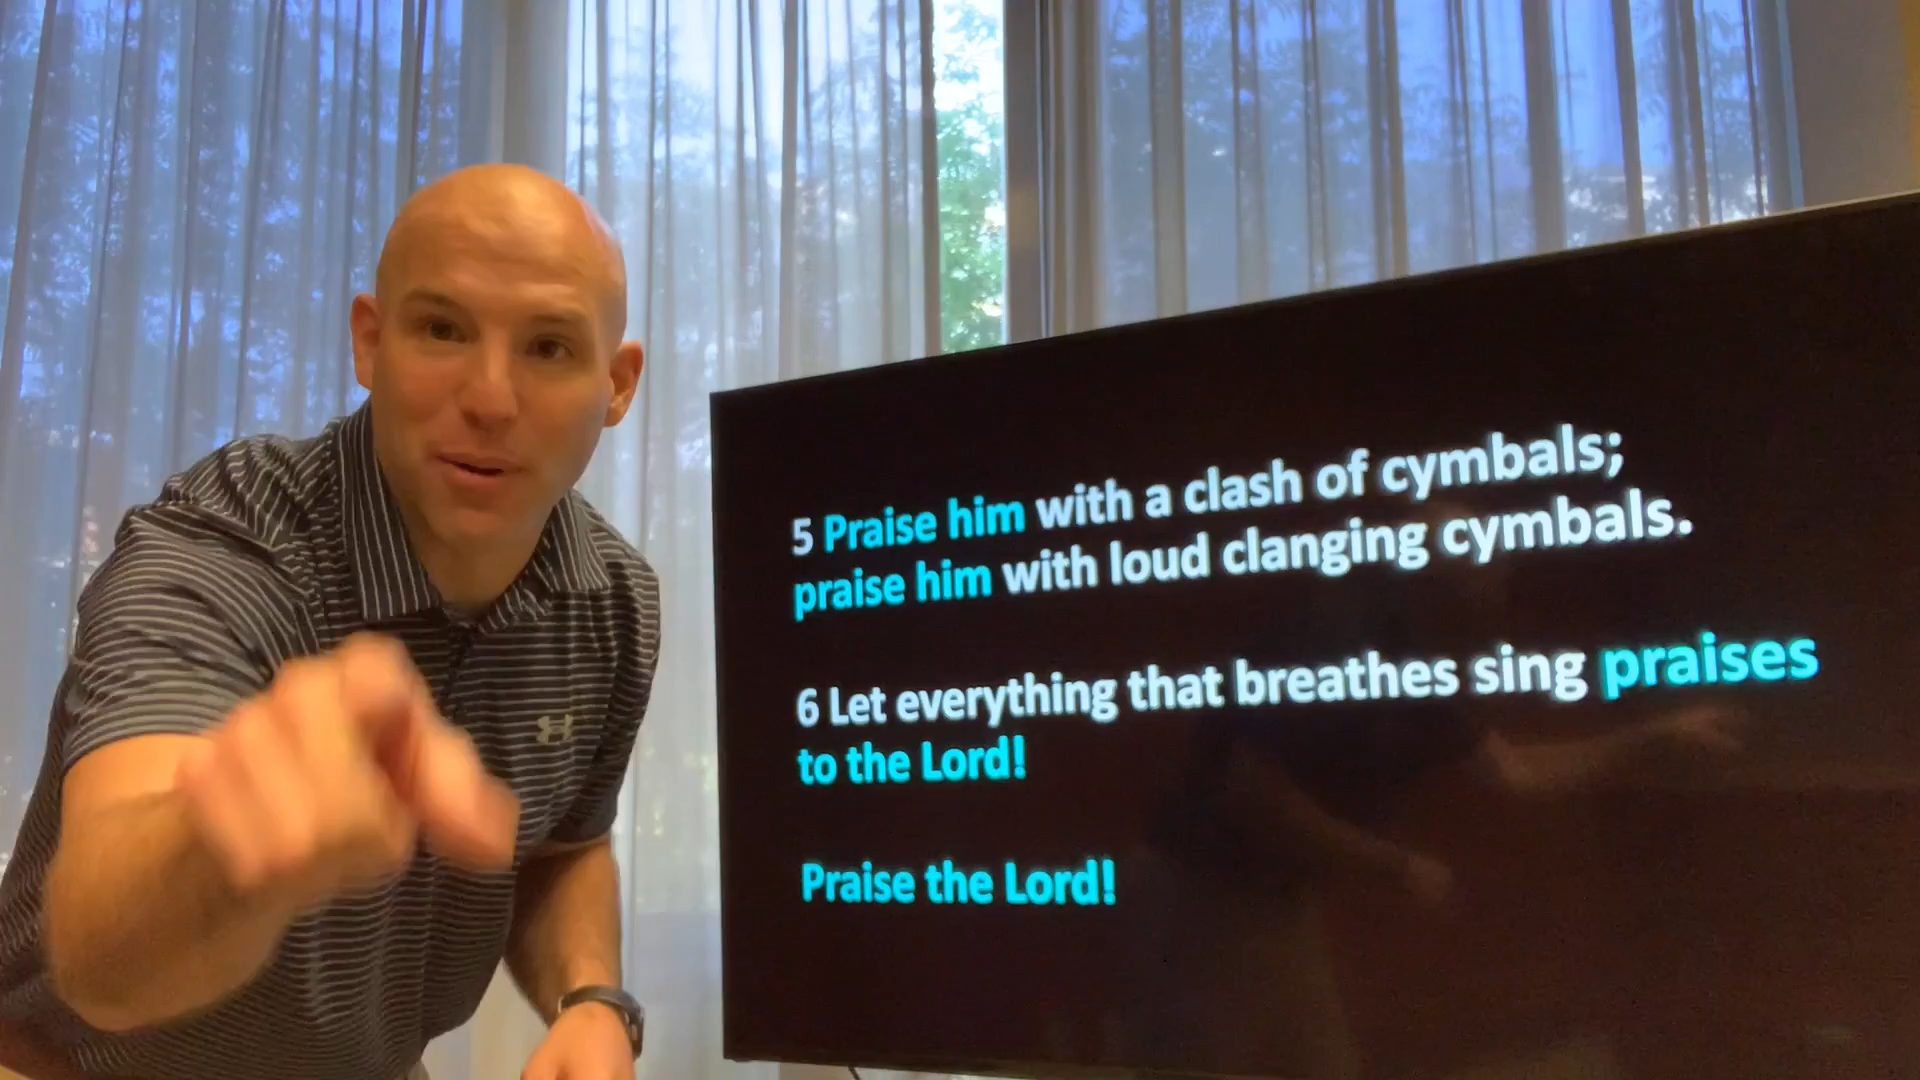 5 Praise him with a clash of cymbals;
praise him with loud clanging cymbals.
6 Let everything that breathes sing praises
to the Lord!
Praise the Lord!